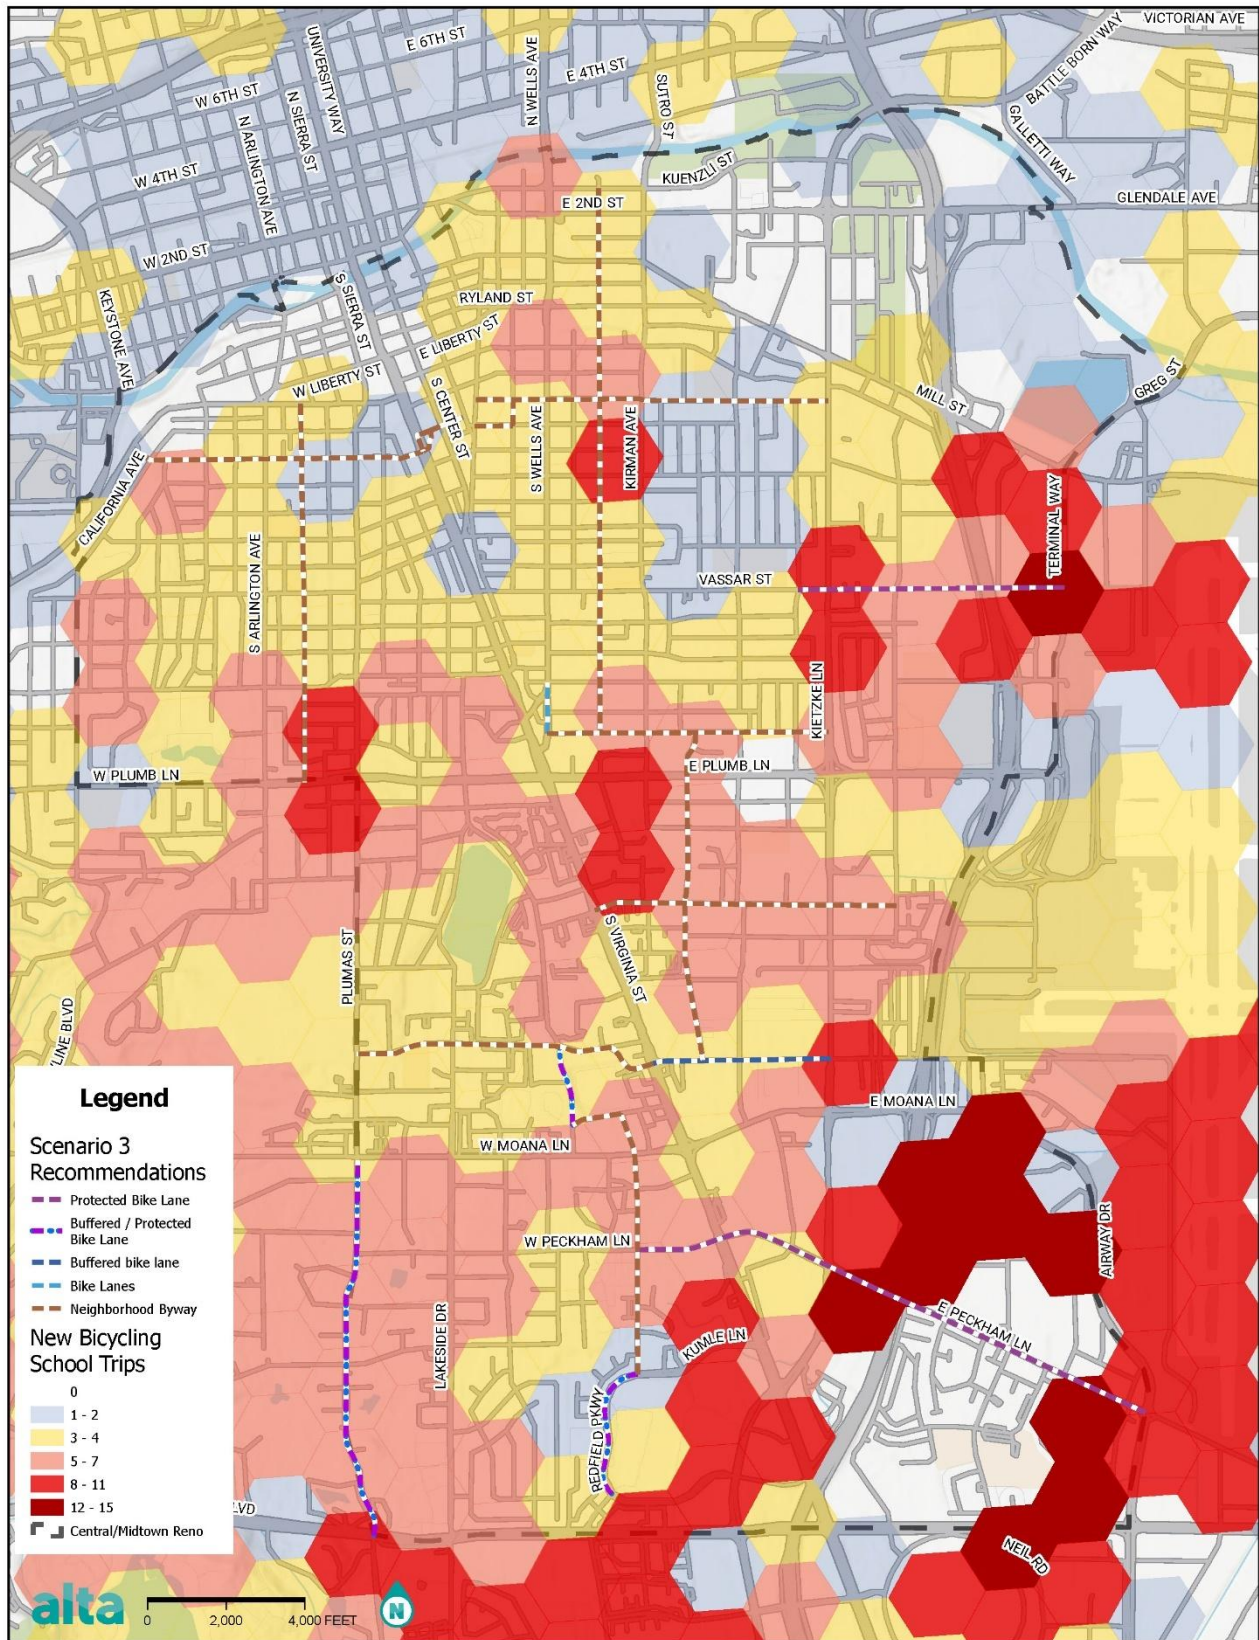 VICTORIAN AVE
BATTLE BORN WAY
UNIVERSITY WAY
E 6TH ST
N WELLS AVE
E 4TH ST
SUTRO ST
W 6TH ST
N SIERRA ST
N ARLINGTON AVE
GALLETTI WAY
W 4TH ST
KUENZLI ST
E 2ND ST
GLENDALE AVE
W 2ND ST
KEYSTONE AVE
S SIERRA ST
RYLAND ST
E LIBERTY ST
W LIBERTY ST
S CENTER ST
MILL ST
GREG ST
S WELLS AVE
KIRMAN AVE
CALIFORNIA AVE
TERMINAL WAY
S ARLINGTON AVE
VASSAR ST
KIETZKE LN
W PLUMB LN
E PLUMB LN
PLUMAS ST
S VIRGINIA ST
YLINE BLVD
E MOANA LN
W MOANA LN
W PECKHAM LN
AIRWAY DR
E PECKHAM LN
LAKESIDE DR
KUMLE LN
REDFIELD PKWY
LVD
NEIL RD
Legend
Scenario 3
Recommendations
Protected Bike Lane
Buffered / Protected
Bike Lane
Buffered bike lane
Bike Lanes
Neighborhood Byway
New Bicycling
School Trips
0
1 - 2
3 - 4
5 - 7
8 - 11
12 - 15
Central/Midtown Reno
alta
0 2,000 4,000 FEET
N